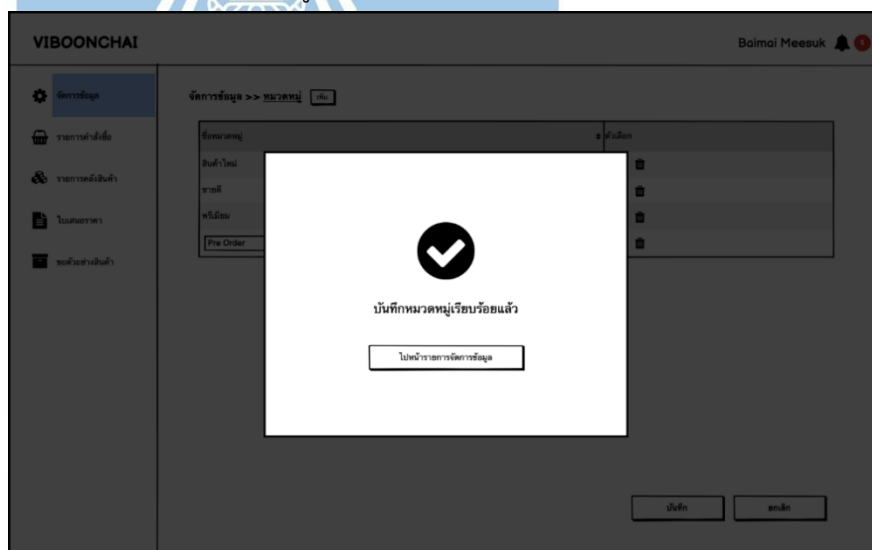 VIBOONCHAI
Baimai Meesuk
จัดการข้อมูล
รายการคำสั่งซื้อ
รายการคลังสินค้า
ใบเสนอราคา
ขอตัวอย่างสินค้า
จัดการข้อมูล >> หมวดหมู่ เพิ่ม
ชื่อหมวดหมู่ ตัวเลือก
สินค้าใหม่
ขายดี
พรีเมียม
Pre Order
บันทึกหมวดหมู่เรียบร้อยแล้ว
ไปหน้ารายการจัดการข้อมูล
บันทึก ยกเลิก